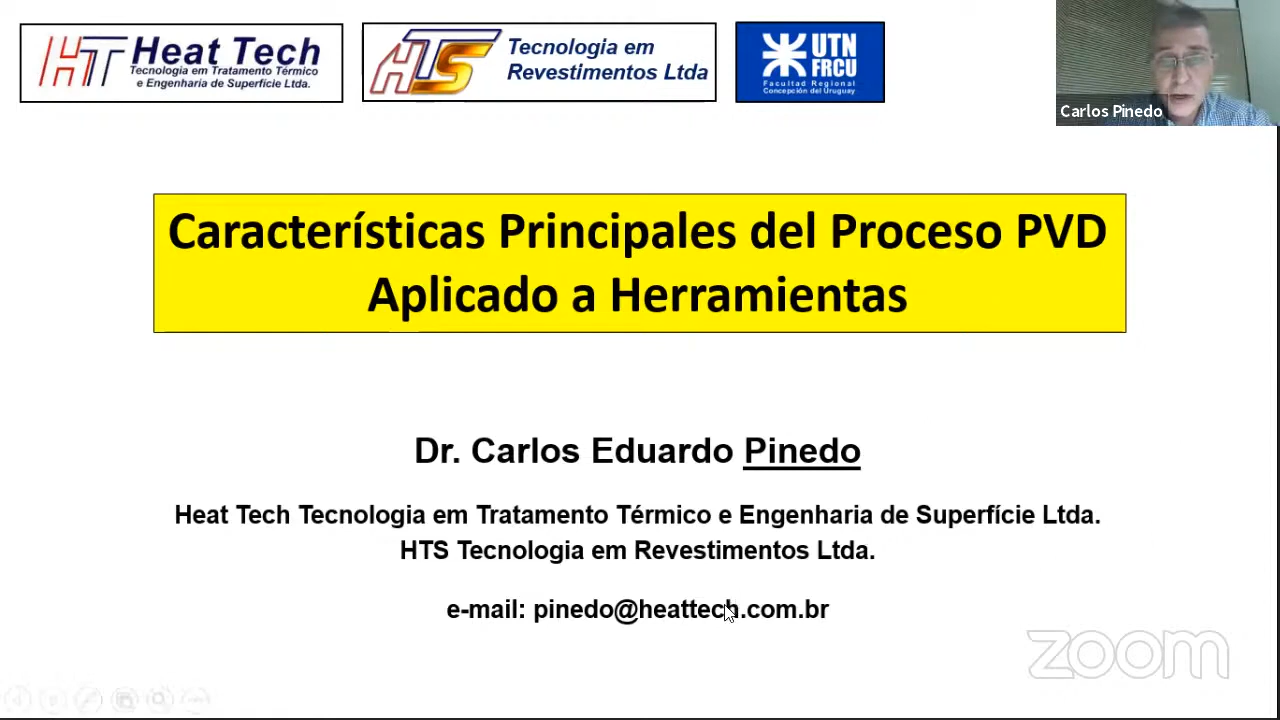 Heat Tech
Tecnologia em Tratamento Térmico
e Engenharia de Superfície Ltda.
HTS
Tecnologia em
Revestimentos Ltda
UTN
FRCU
Facultad Regional
Concepción del Uruguay
Carlos Pinedo
Características Principales del Proceso PVD
Aplicado a Herramientas
Dr. Carlos Eduardo Pinedo
Heat Tech Tecnologia em Tratamento Térmico e Engenharia de Superfície Ltda.
HTS Tecnologia em Revestimentos Ltda.
e-mail: pinedo@heattech.com.br
zoom